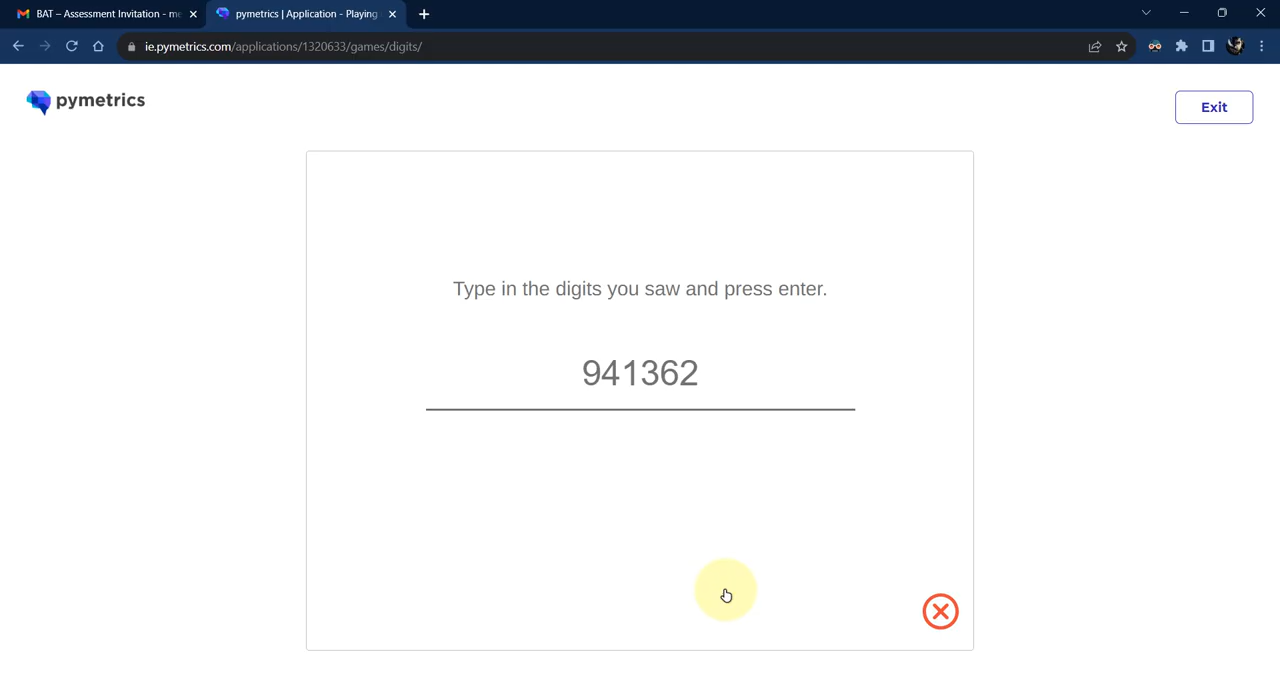 BAT – Assessment Invitation - me
pymetrics | Application - Playing
ie.pymetrics.com/applications/1320633/games/digits/
pymetrics
Exit
Type in the digits you saw and press enter.
941362